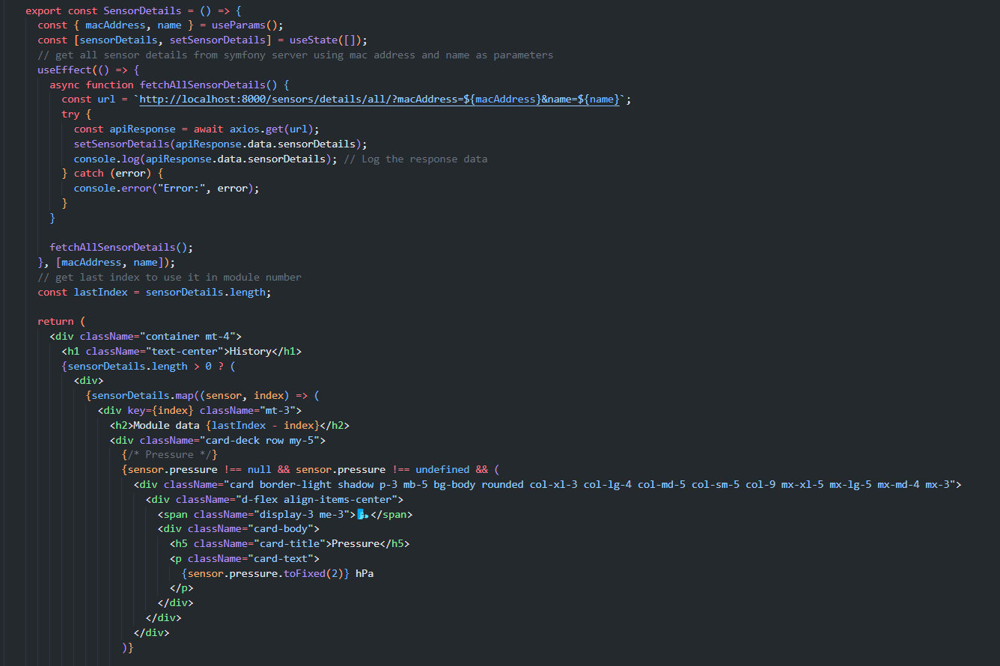 export const SensorDetails = () => {
const { macAddress, name } = useParams();
const [sensorDetails, setSensorDetails] = useState([]);
// get all sensor details from symfony server using mac address and name as parameters
useEffect(() => {
async function fetchAllSensorDetails() {
const url = `http://localhost:8000/sensors/details/all/?macAddress=${macAddress}&name=${name}`;
try {
const apiResponse = await axios.get(url);
setSensorDetails(apiResponse.data.sensorDetails);
console.log(apiResponse.data.sensorDetails); // Log the response data
} catch (error) {
console.error("Error:", error);
}
}
fetchAllSensorDetails();
}, [macAddress, name]);
// get last index to use it in module number
const lastIndex = sensorDetails.length;
return (
<div className="container mt-4">
<h1 className="text-center">History</h1>
{sensorDetails.length > 0 ? (
<div>
{sensorDetails.map((sensor, index) => (
<div key={index} className="mt-3">
<h2>Module data {lastIndex - index}</h2>
<div className="card-deck row my-5">
{/* Pressure */}
{sensor.pressure !== null && sensor.pressure !== undefined && (
<div className="card border-light shadow p-3 mb-5 bg-body rounded col-xl-3 col-lg-4 col-md-5 col-sm-5 col-9 mx-xl-5 mx-lg-5 mx-md-4 mx-3">
<div className="d-flex align-items-center">
<span className="display-3 me-3">🌬</span>
<div className="card-body">
<h5 className="card-title">Pressure</h5>
<p className="card-text">
{sensor.pressure.toFixed(2)} hPa
</p>
</div>
</div>
</div>
)}